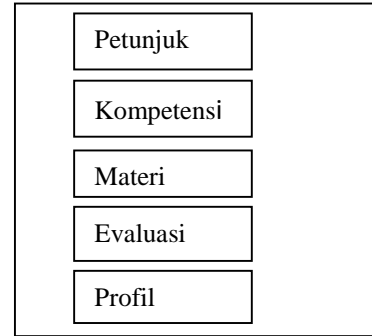 Petunjuk
Kompetensi
Materi
Evaluasi
Profil